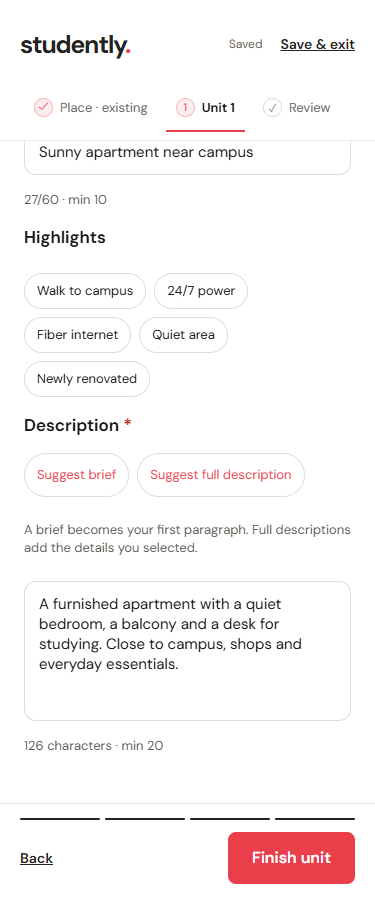 studently.
Saved
Save & exit
Place · existing
1
Unit 1
Review
Sunny apartment near campus
27/60 · min 10
Highlights
Walk to campus
24/7 power
Fiber internet
Quiet area
Newly renovated
Description *
Suggest brief
Suggest full description
A brief becomes your first paragraph. Full descriptions
add the details you selected.
A furnished apartment with a quiet
bedroom, a balcony and a desk for
studying. Close to campus, shops and
everyday essentials.
126 characters · min 20
Back
Finish unit